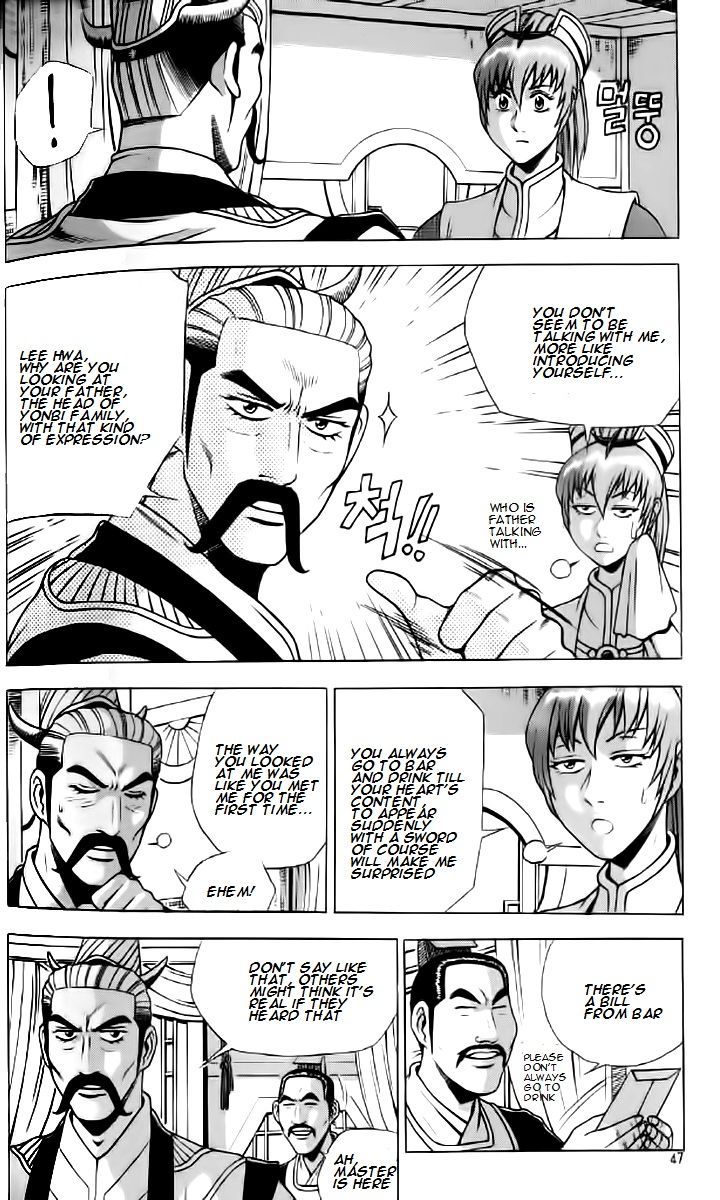 !
멀뚱
LEE HWA,
WHY ARE YOU
LOOKING AT
YOUR FATHER,
THE HEAD OF
YONBI FAMILY,
WITH THAT KIND
OF EXPRESSION?
YOU DON'T
SEEM TO BE
TALKING WITH ME,
MORE LIKE
INTRODUCING
YOURSELF...
척!!
WHO IS
FATHER
TALKING
WITH...
THE WAY
YOU LOOKED
AT ME WAS
LIKE YOU MET
ME FOR THE
FIRST TIME...
EHEM!
YOU ALWAYS
GO TO BAR
AND DRINK TILL
YOUR HEART'S
CONTENT
TO APPEAR
SUDDENLY
WITH A SWORD
OF COURSE
WILL MAKE ME
SURPRISED
DON'T SAY LIKE
THAT, OTHERS
MIGHT THINK IT'S
REAL IF THEY
HEARD THAT
AH,
MASTER
IS HERE
THERE'S
A BILL
FROM BAR
PLEASE
DON'T
ALWAYS
GO TO
DRINK
47